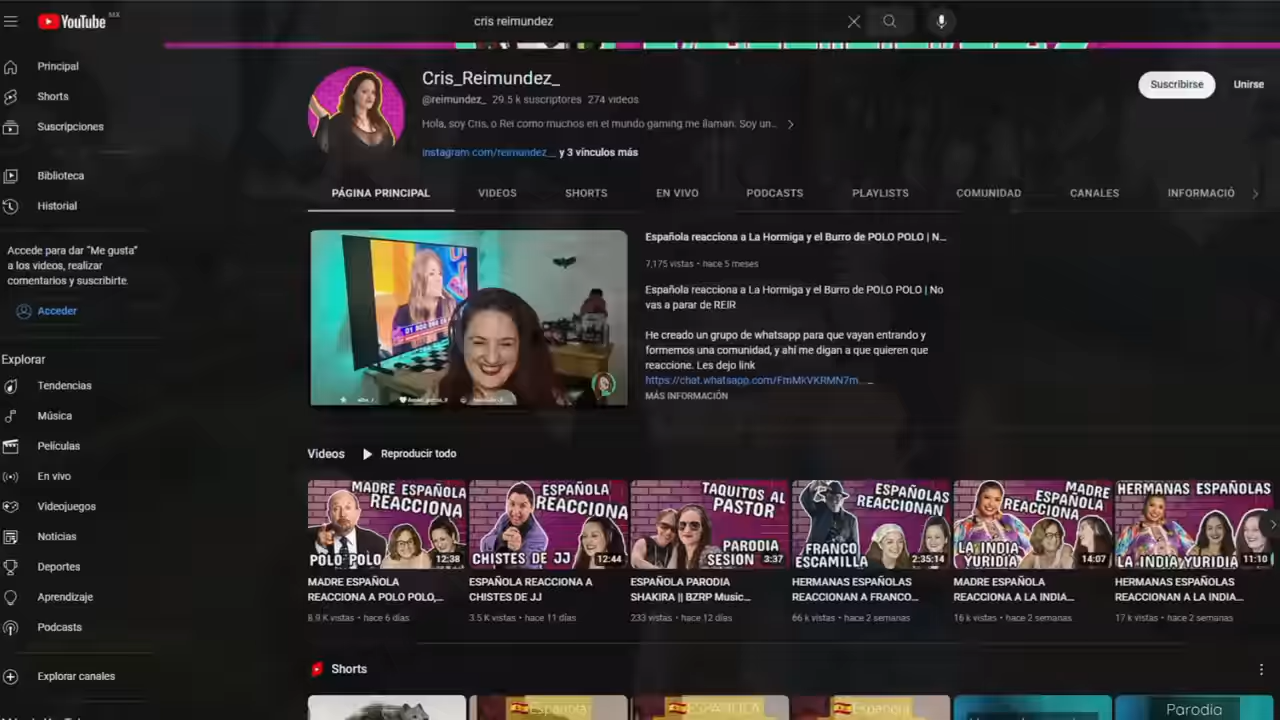 YouTube MX
cris reimundez
Principal
Shorts
Suscripciones
Biblioteca
Historial
Accede para dar "Me gusta"
a los videos, realizar
comentarios y suscribirte.
Acceder
Explorar
Tendencias
Música
Películas
En vivo
Videojuegos
Noticias
Deportes
Aprendizaje
Podcasts
Explorar canales
Cris_Reimundez_
@reimundez_ 29.5 k suscriptores 274 videos
Hola, soy Cris, o Rei como muchos en el mundo gaming me llaman. Soy un...
instagram.com/reimundez__ y 3 vínculos más
Suscribirse
Unirse
PÁGINA PRINCIPAL VIDEOS SHORTS EN VIVO PODCASTS PLAYLISTS COMUNIDAD CANALES INFORMACIÓ
Española reacciona a La Hormiga y el Burro de POLO POLO | N...
7,175 vistas • hace 5 meses
Española reacciona a La Hormiga y el Burro de POLO POLO | No
vas a parar de REIR
He creado un grupo de whatsapp para que vayan entrando y
formemos una comunidad, y ahí me digan a que quieren que
reaccione. Les dejo link
https://chat.whatsapp.com/FmMkVKRMN7m...
MÁS INFORMACIÓN
Videos
Reproducir todo
MADRE ESPAÑOLA
REACCIONA
POLO POLO
12:38
MADRE ESPAÑOLA
REACCIONA A POLO POLO,...
8.9 K vistas • hace 6 días
ESPAÑOLA
REACCIONA
CHISTES DE JJ
12:44
ESPAÑOLA REACCIONA A
CHISTES DE JJ
3.5 K vistas • hace 11 días
TAQUITOS AL
PASTOR
PARODIA
SESION
3:37
ESPAÑOLA PARODIA
SHAKIRA || BZRP Music...
233 vistas • hace 12 días
ESPAÑOLAS
REACCIONAN
FRANCO
ESCAMILLA
2:35:14
HERMANAS ESPAÑOLAS
REACCIONAN A FRANCO...
66 k vistas • hace 2 semanas
MADRE
ESPAÑOLA
REACCIONA
LA INDIA
YURIDIA
14:07
MADRE ESPAÑOLA
REACCIONA A LA INDIA...
16 k vistas • hace 2 semanas
HERMANAS ESPAÑOLAS
REACCIONAN
LA INDIA YURIDIA
11:10
HERMANAS ESPAÑOLAS
REACCIONAN A LA INDIA...
17 k vistas • hace 2 semanas
Shorts
Española
ESPAÑOLA
Española
Parodia